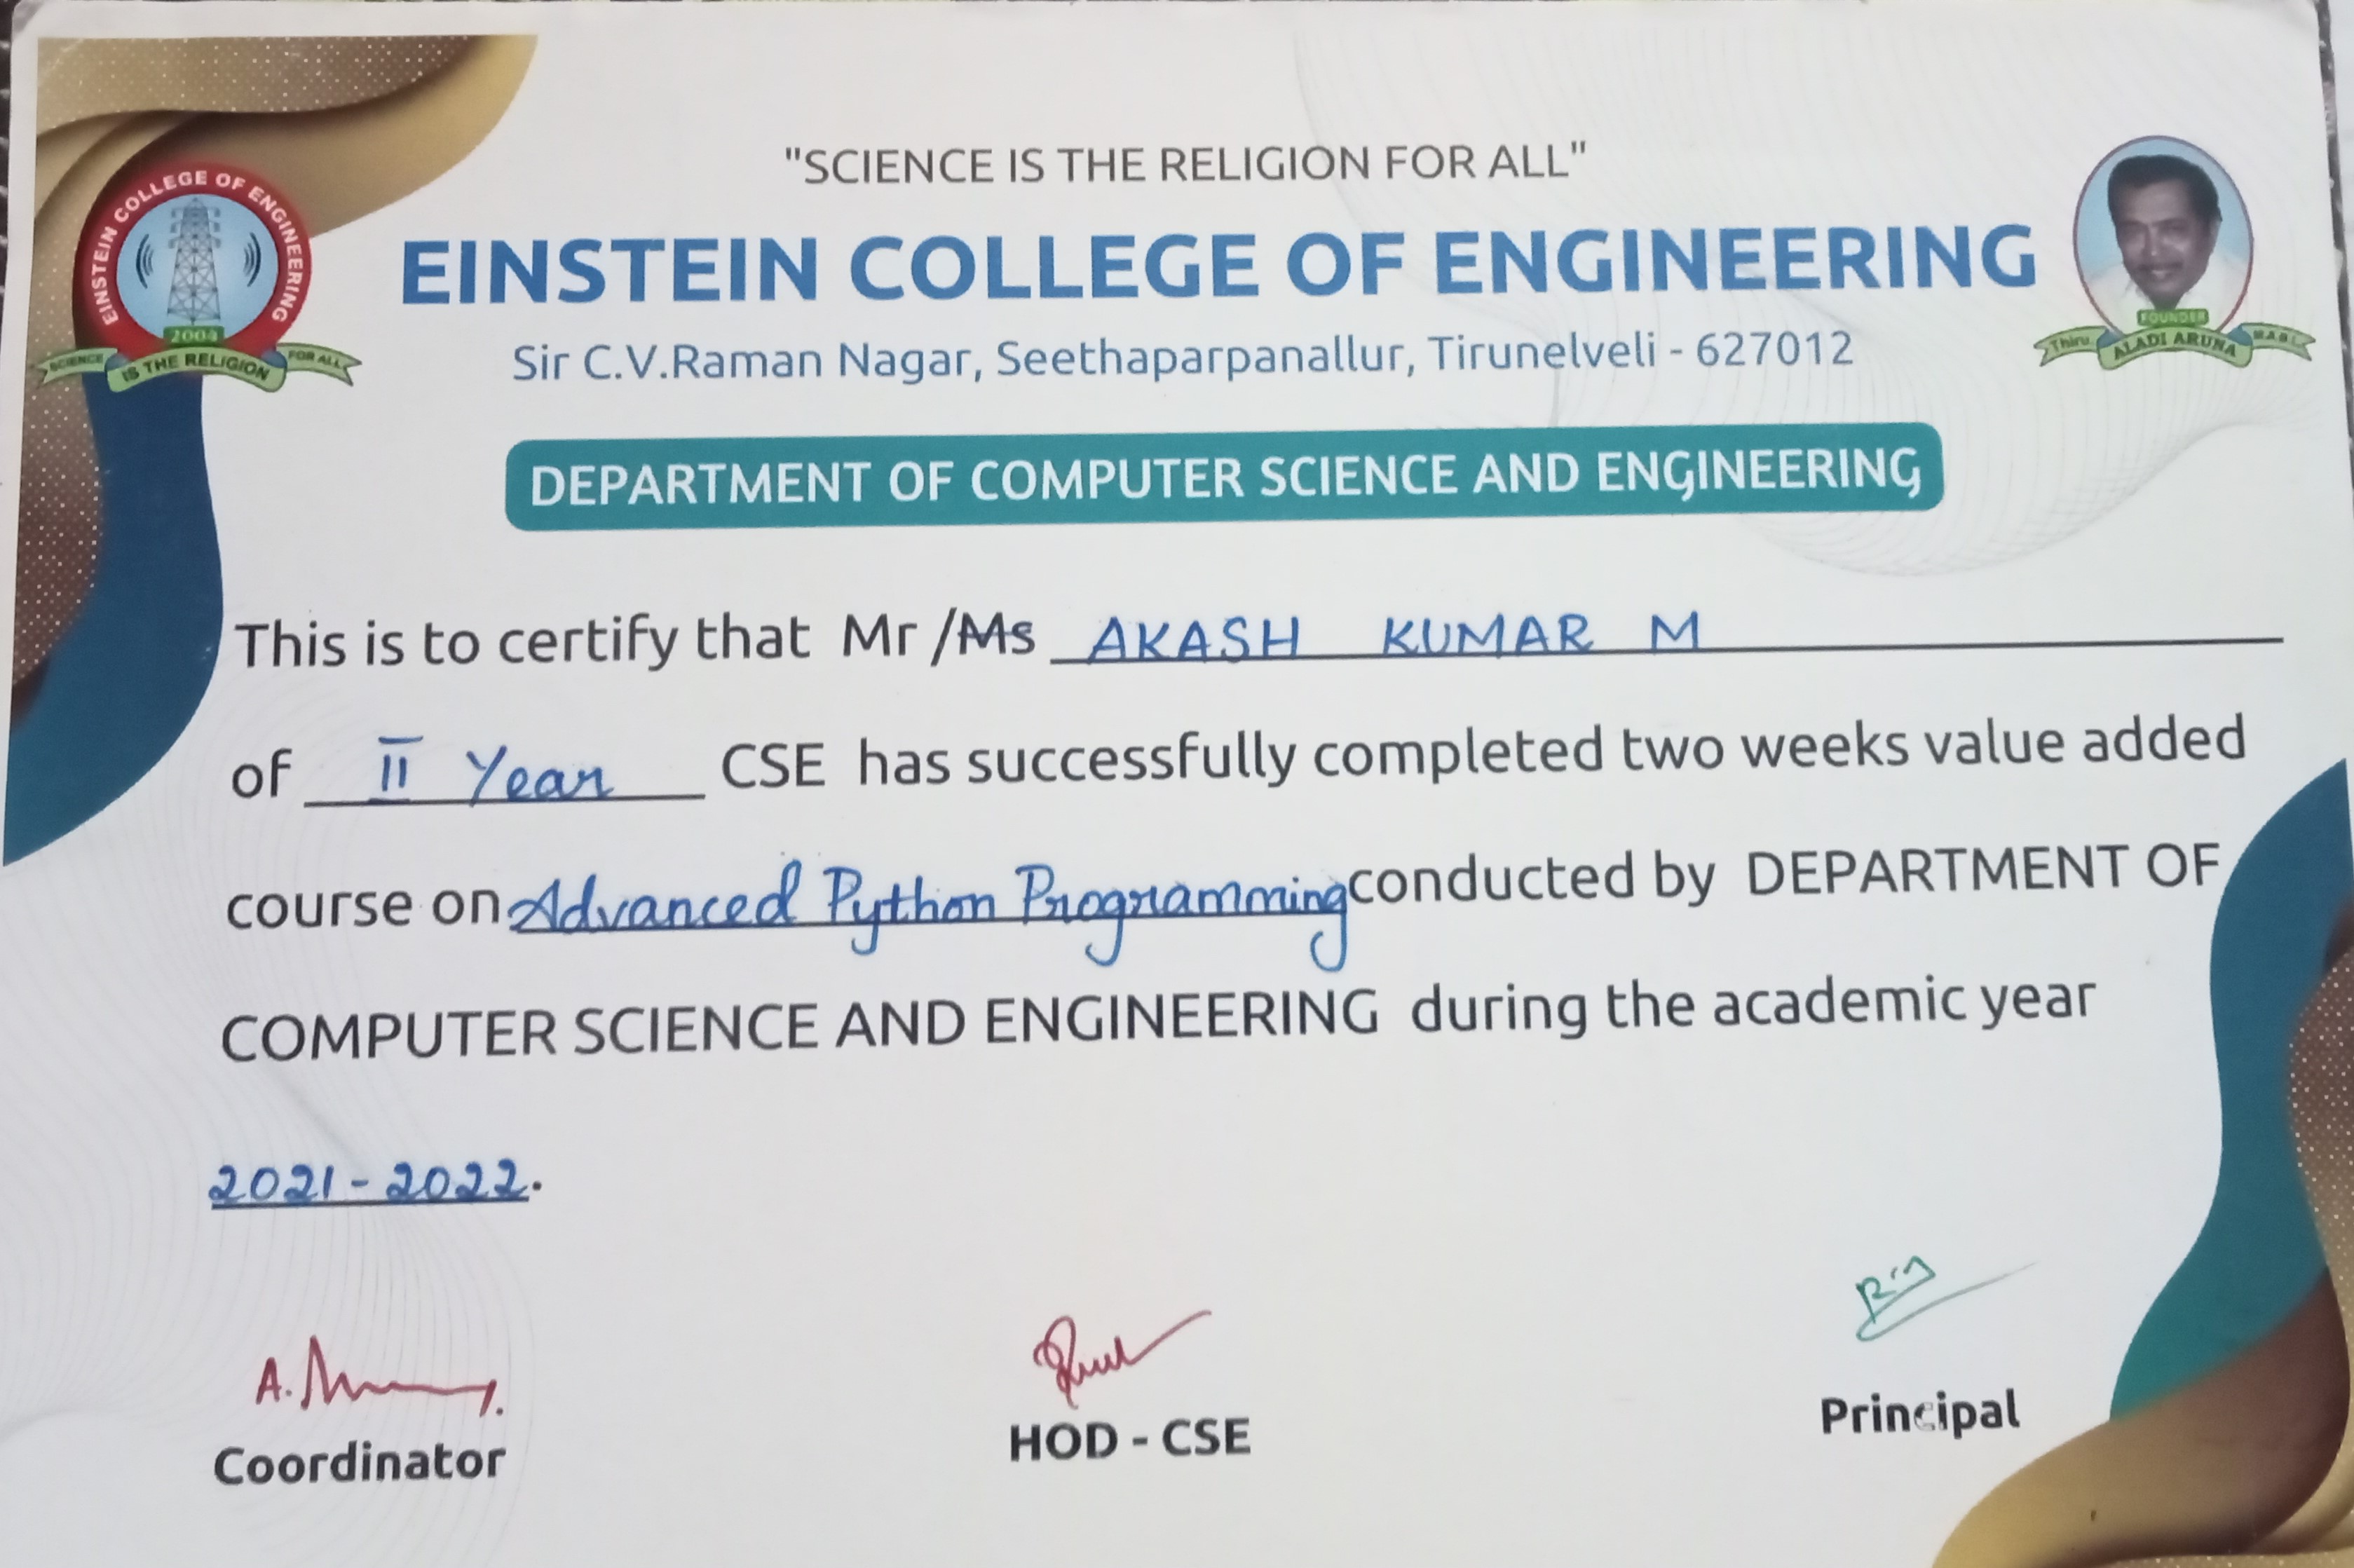 "SCIENCE IS THE RELIGION FOR ALL"
EINSTEIN COLLEGE OF ENGINEERING
Sir C.V.Raman Nagar, Seethaparpanallur, Tirunelveli - 627012
EINSTEIN COLLEGE OF ENGINEERING
2004
SCIENCE IS THE RELIGION FOR ALL
FOUNDER
Thiru. ALADI ARUNA M.A.B.L.
DEPARTMENT OF COMPUTER SCIENCE AND ENGINEERING
This is to certify that Mr /Ms AKASH KUMAR M
of II Year CSE has successfully completed two weeks value added
course on Advanced Python Programming conducted by DEPARTMENT OF
COMPUTER SCIENCE AND ENGINEERING during the academic year
2021-2022.
Coordinator
HOD - CSE
Principal